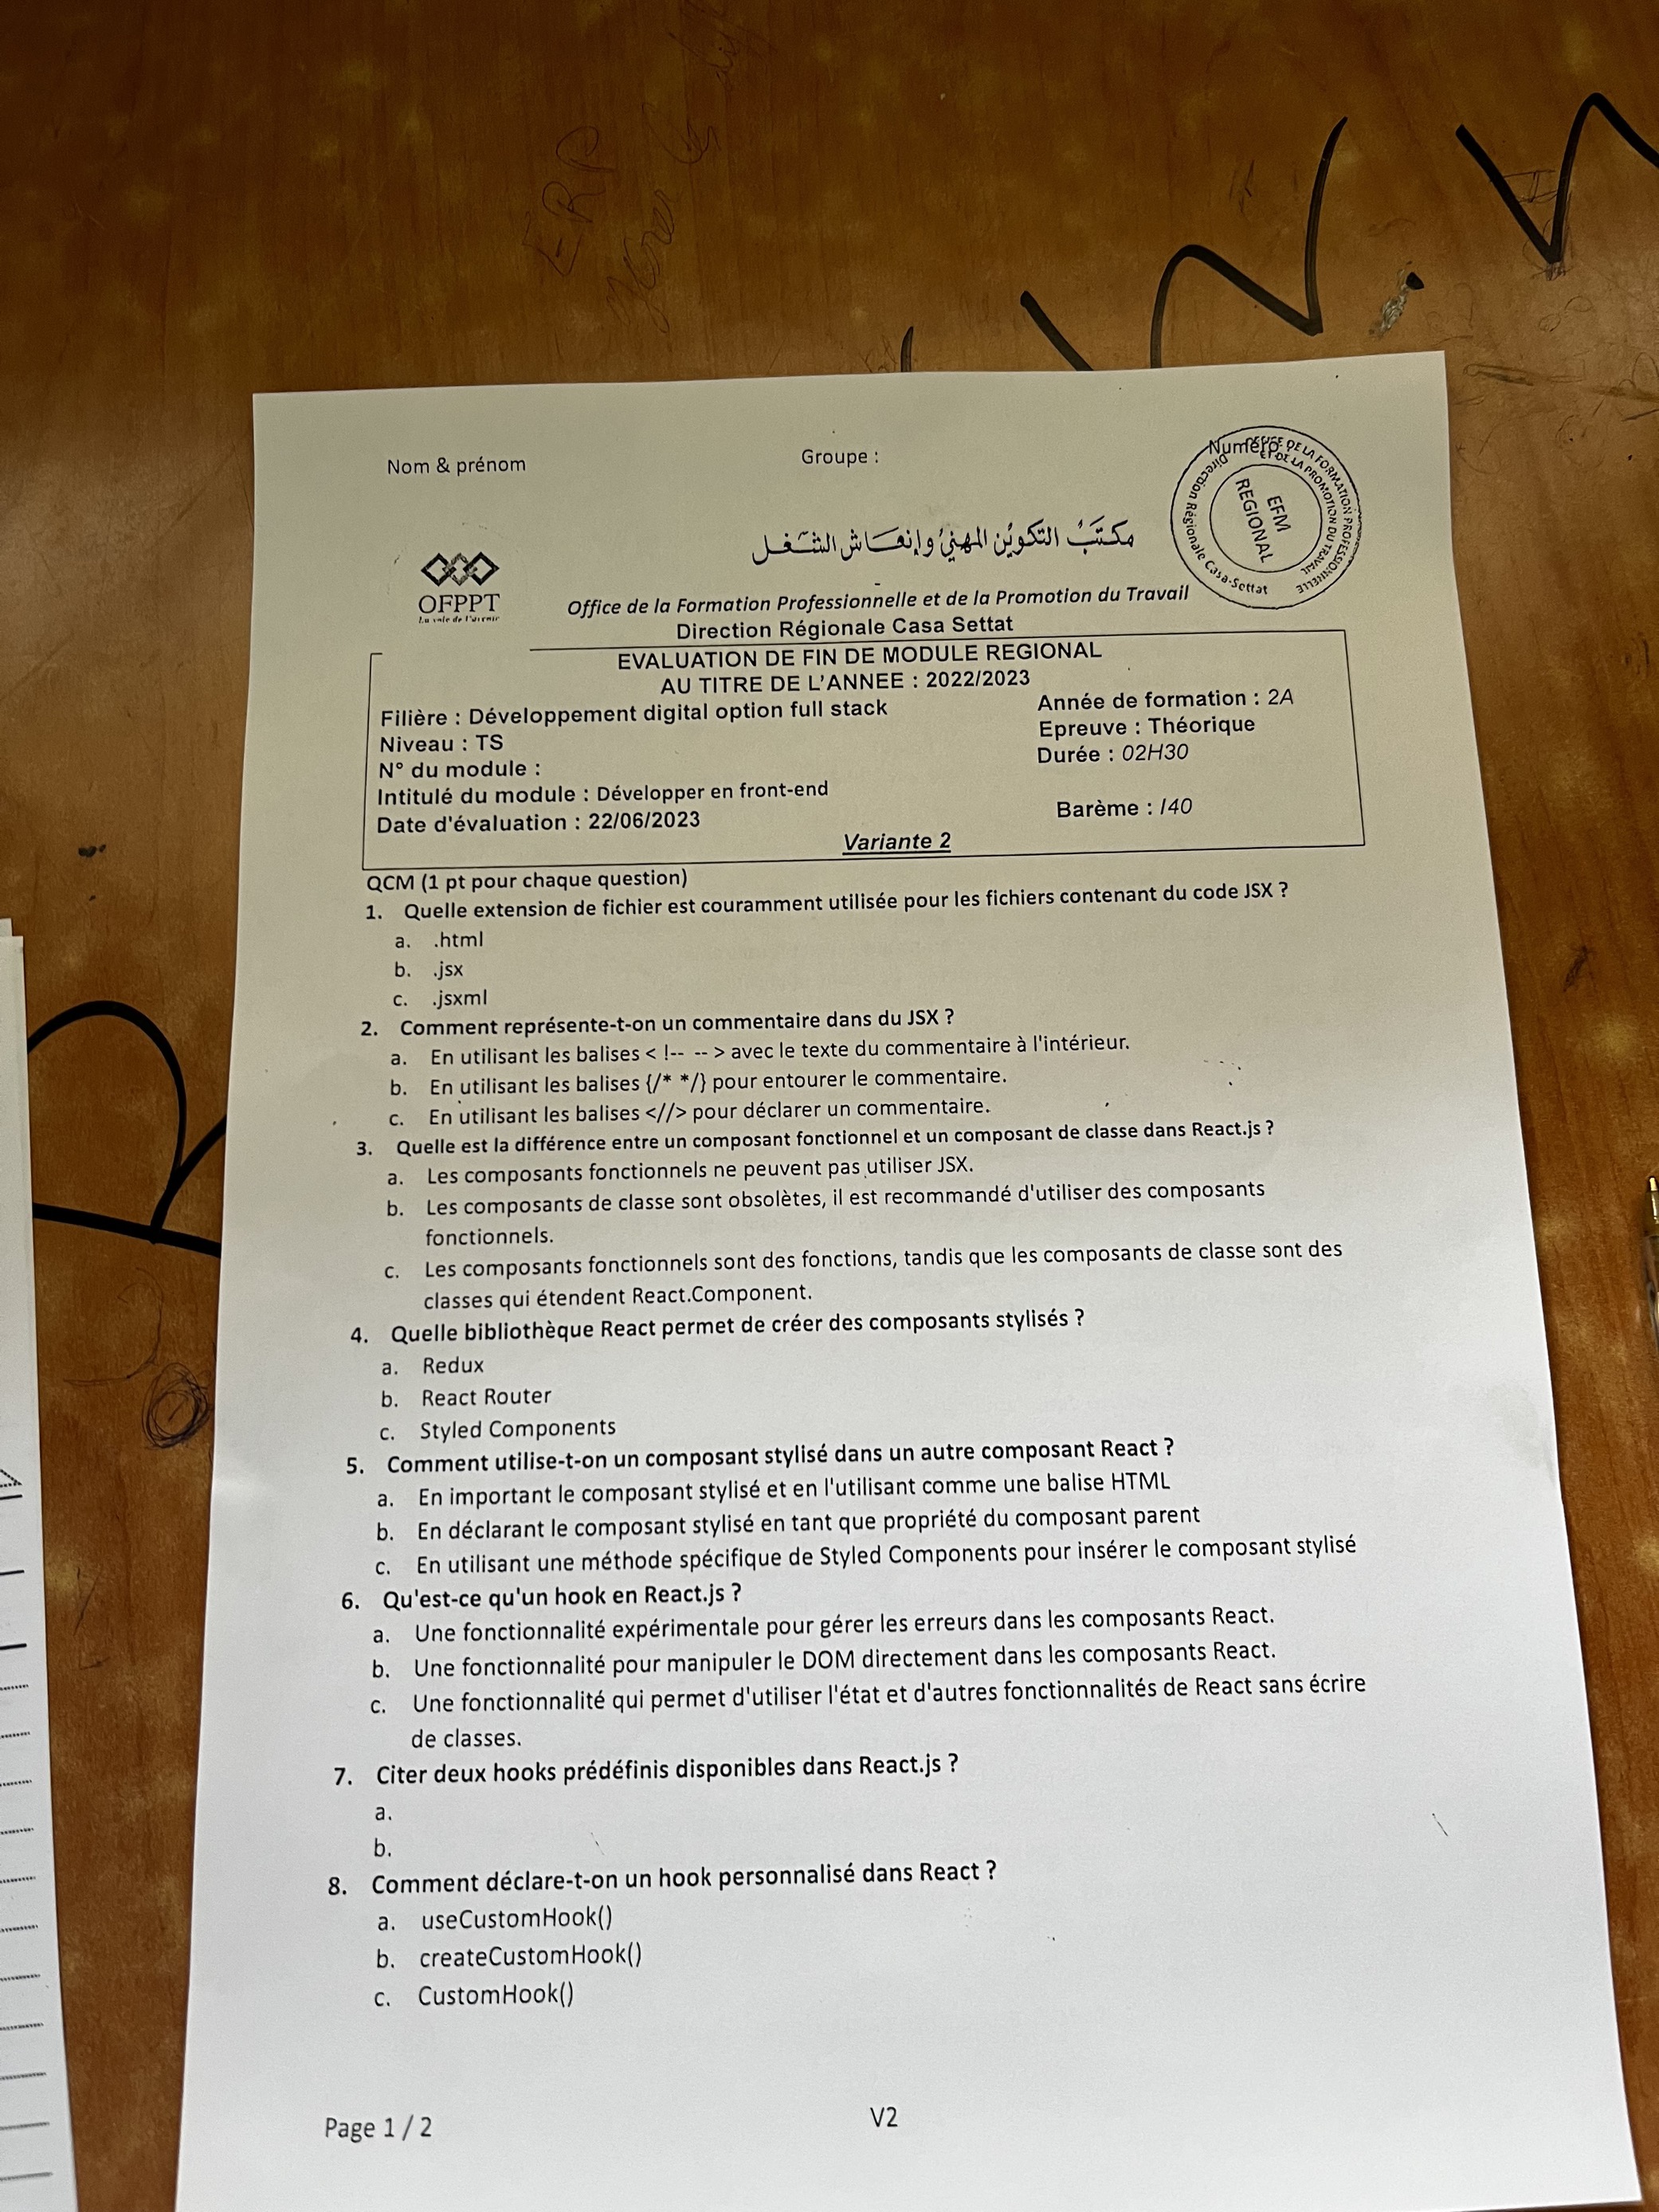 ERP
Nom & prénom
Groupe :
Numéro
OFFICE DE LA FORMATION PROFESSIONNELLE
ET DE LA PROMOTION DU TRAVAIL
Direction Régionale Casa-Settat
EFM
REGIONAL
مكتب التكوين المهني وإنعاش الشغل
OFPPT
La voie de l'avenir
Office de la Formation Professionnelle et de la Promotion du Travail
Direction Régionale Casa Settat
EVALUATION DE FIN DE MODULE REGIONAL
AU TITRE DE L'ANNEE : 2022/2023
Filière : Développement digital option full stack
Année de formation : 2A
Niveau : TS
Epreuve : Théorique
N° du module :
Durée : 02H30
Intitulé du module : Développer en front-end
Date d'évaluation : 22/06/2023
Barème : /40
Variante 2
QCM (1 pt pour chaque question)
1. Quelle extension de fichier est couramment utilisée pour les fichiers contenant du code JSX ?
a. .html
b. .jsx
c. .jsxml
2. Comment représente-t-on un commentaire dans du JSX ?
a. En utilisant les balises < !-- -- > avec le texte du commentaire à l'intérieur.
b. En utilisant les balises {/* */} pour entourer le commentaire.
c. En utilisant les balises <//> pour déclarer un commentaire.
3. Quelle est la différence entre un composant fonctionnel et un composant de classe dans React.js ?
a. Les composants fonctionnels ne peuvent pas utiliser JSX.
b. Les composants de classe sont obsolètes, il est recommandé d'utiliser des composants
fonctionnels.
c. Les composants fonctionnels sont des fonctions, tandis que les composants de classe sont des
classes qui étendent React.Component.
4. Quelle bibliothèque React permet de créer des composants stylisés ?
a. Redux
b. React Router
c. Styled Components
5. Comment utilise-t-on un composant stylisé dans un autre composant React ?
a. En important le composant stylisé et en l'utilisant comme une balise HTML
b. En déclarant le composant stylisé en tant que propriété du composant parent
c. En utilisant une méthode spécifique de Styled Components pour insérer le composant stylisé
6. Qu'est-ce qu'un hook en React.js ?
a. Une fonctionnalité expérimentale pour gérer les erreurs dans les composants React.
b. Une fonctionnalité pour manipuler le DOM directement dans les composants React.
c. Une fonctionnalité qui permet d'utiliser l'état et d'autres fonctionnalités de React sans écrire
de classes.
7. Citer deux hooks prédéfinis disponibles dans React.js ?
a.
b.
8. Comment déclare-t-on un hook personnalisé dans React ?
a. useCustomHook()
b. createCustomHook()
c. CustomHook()
Page 1 / 2
V2